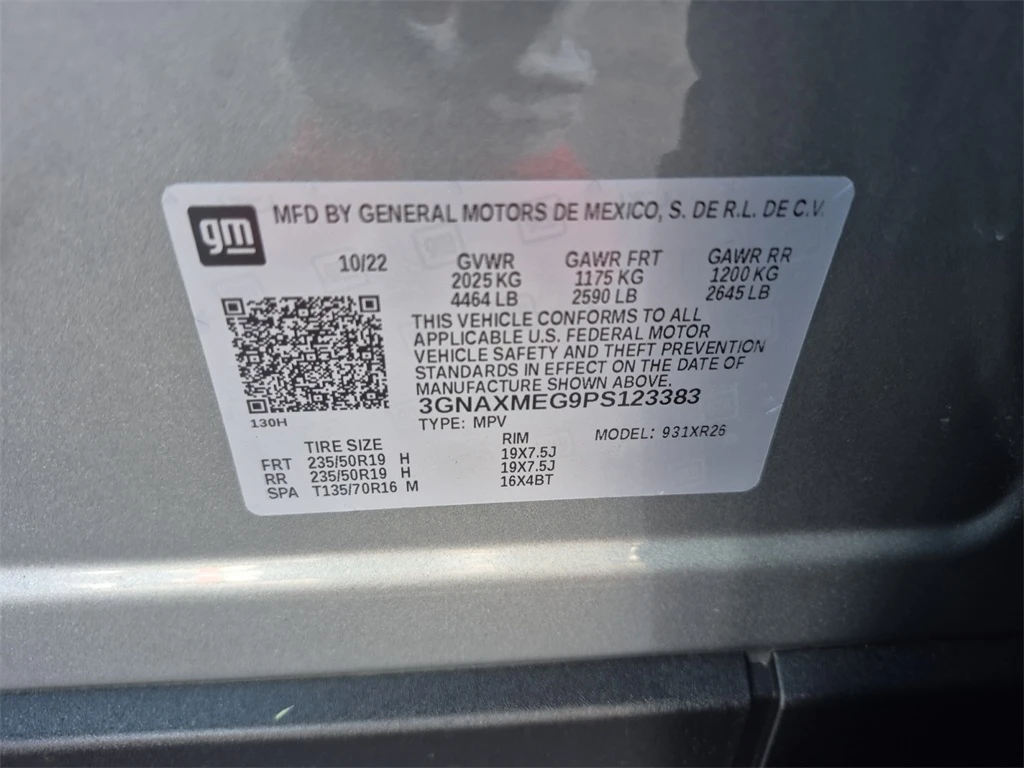 gm
MFD BY GENERAL MOTORS DE MEXICO, S. DE R.L. DE C.V.
10/22 GVWR GAWR FRT GAWR RR
2025 KG 1175 KG 1200 KG
4464 LB 2590 LB 2645 LB
THIS VEHICLE CONFORMS TO ALL
APPLICABLE U.S. FEDERAL MOTOR
VEHICLE SAFETY AND THEFT PREVENTION
STANDARDS IN EFFECT ON THE DATE OF
MANUFACTURE SHOWN ABOVE.
3GNAXMEG9PS123383
130H
TYPE: MPV MODEL: 931XR26
TIRE SIZE RIM
FRT 235/50R19 H 19X7.5J
RR 235/50R19 H 19X7.5J
SPA T135/70R16 M 16X4BT